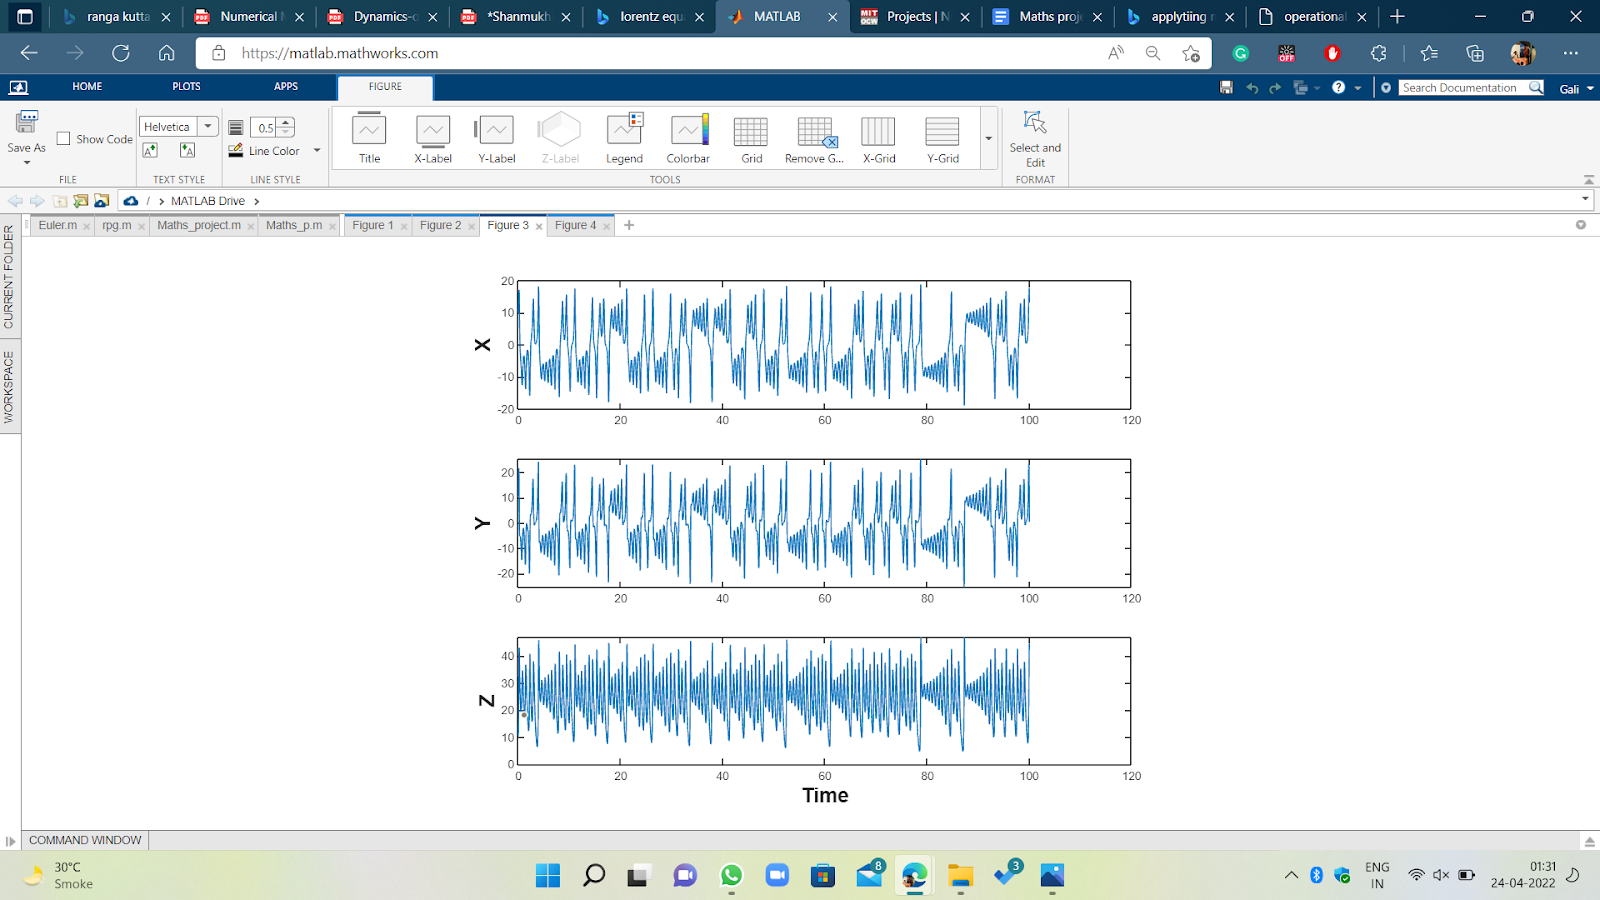 ranga kutta
Numerical M
Dynamics-c
*Shanmukh
lorentz equ
MATLAB
Projects | N
Maths proj
applytiing r
operational
https://matlab.mathworks.com
HOME PLOTS APPS FIGURE
Search Documentation
Gali
Save As
Show Code
FILE
Helvetica
TEXT STYLE
0.5
Line Color
LINE STYLE
Title X-Label Y-Label Z-Label Legend Colorbar Grid Remove G... X-Grid Y-Grid
TOOLS
Select and
Edit
FORMAT
/ > MATLAB Drive >
CURRENT FOLDER
WORKSPACE
Euler.m rpg.m Maths_project.m Maths_p.m Figure 1 Figure 2 Figure 3 Figure 4
X
20
10
0
-10
-20
0 20 40 60 80 100 120
Y
20
10
0
-10
-20
0 20 40 60 80 100 120
Z
40
30
20
10
0
0 20 40 60 80 100 120
Time
COMMAND WINDOW
30°C
Smoke
8
3
ENG
IN
01:31
24-04-2022